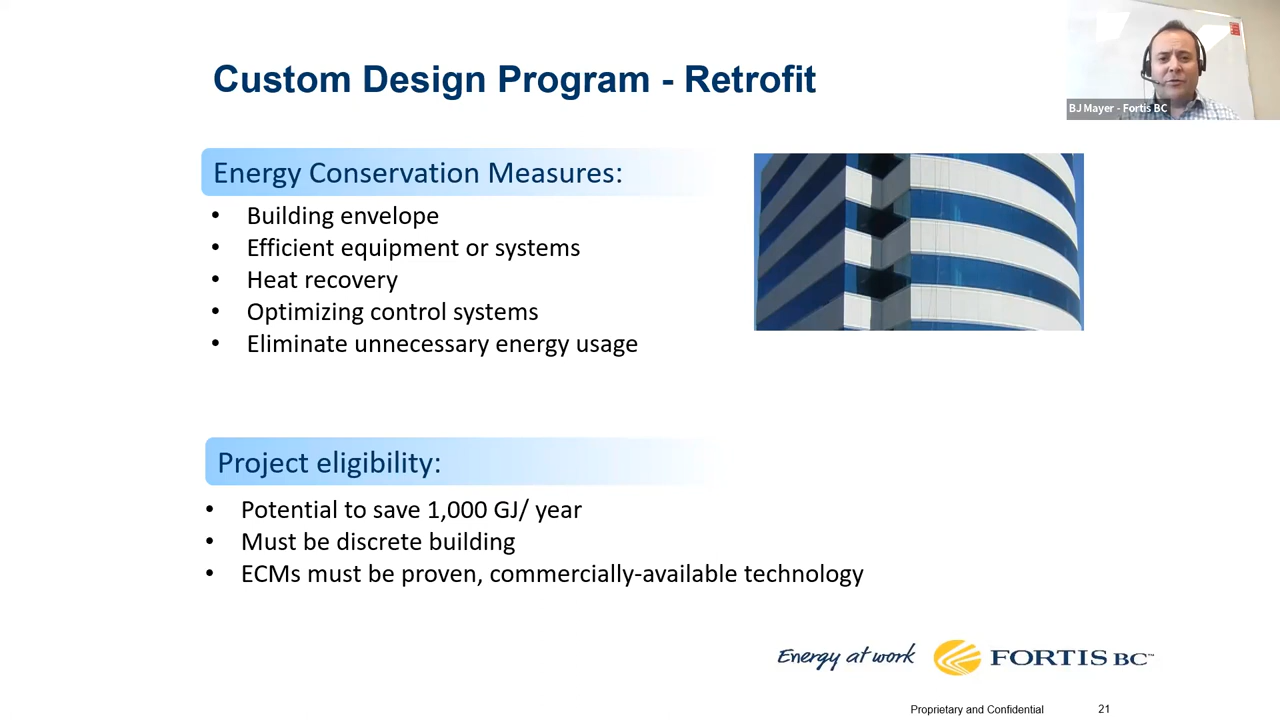 Custom Design Program - Retrofit
BJ Mayer - Fortis BC
Energy Conservation Measures:
• Building envelope
• Efficient equipment or systems
• Heat recovery
• Optimizing control systems
• Eliminate unnecessary energy usage
Project eligibility:
• Potential to save 1,000 GJ/ year
• Must be discrete building
• ECMs must be proven, commercially-available technology
Energy at work
FORTIS BC™
Proprietary and Confidential
21